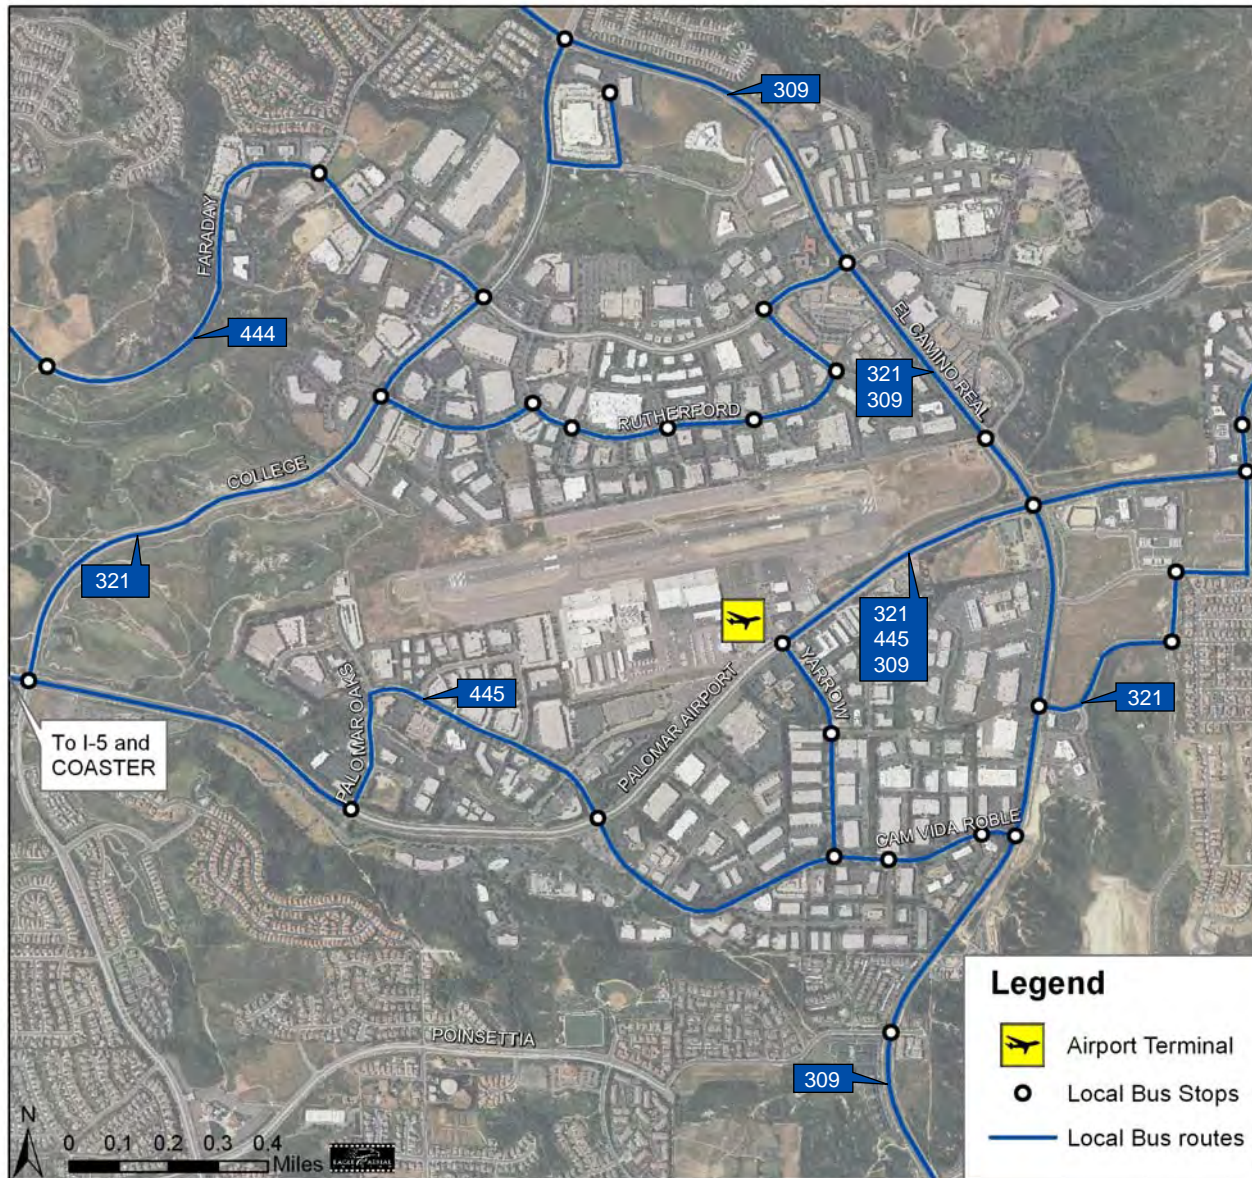 309
FARADAY
444
EL CAMINO REAL
321
309
RUTHERFORD
COLLEGE
321
321
445
309
YARROW
PALOMAR OAKS
445
PALOMAR AIRPORT
321
To I-5 and
COASTER
CAM VIDA ROBLE
POINSETTIA
309
Legend
Airport Terminal
Local Bus Stops
Local Bus routes
N
0 0.1 0.2 0.3 0.4
Miles
EAGLE AERIAL